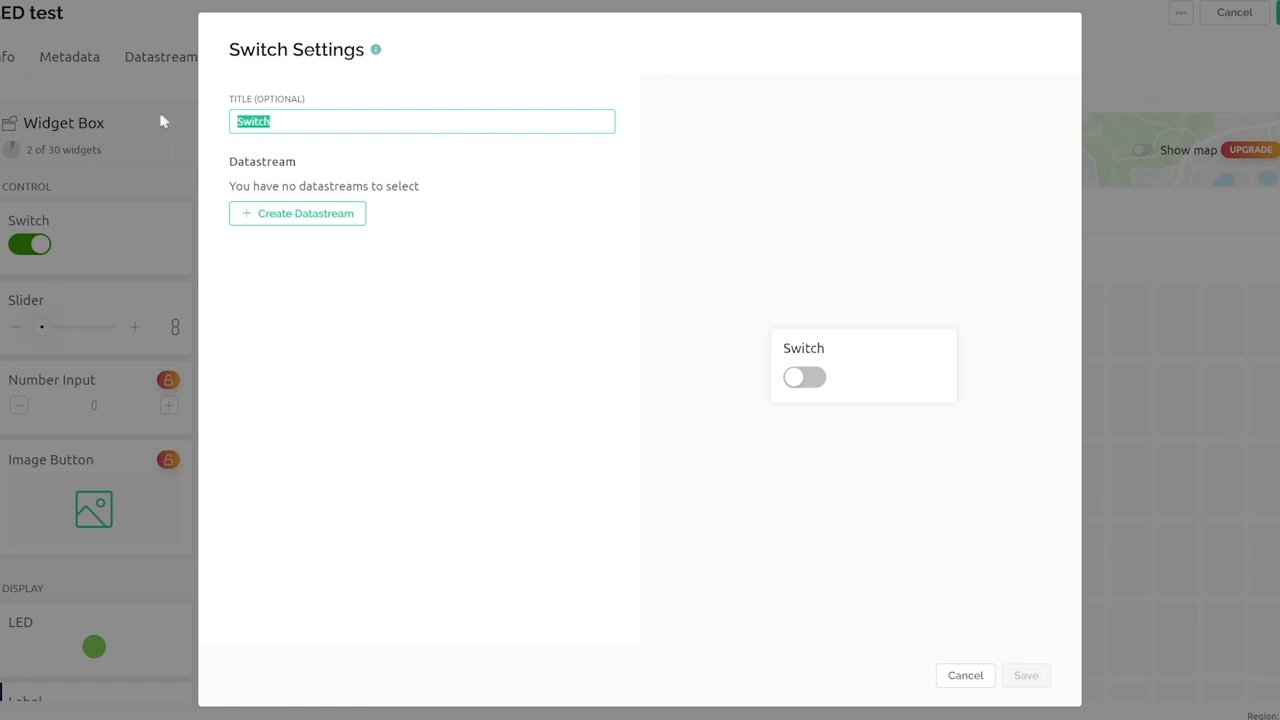 ED test
Cancel
fo
Metadata
Datastream
Switch Settings
TITLE (OPTIONAL)
Switch
Datastream
You have no datastreams to select
+ Create Datastream
Widget Box
2 of 30 widgets
CONTROL
Switch
Slider
8
Number Input
0
Image Button
DISPLAY
LED
Label
Show map
UPGRADE
Switch
Cancel
Save
Region: